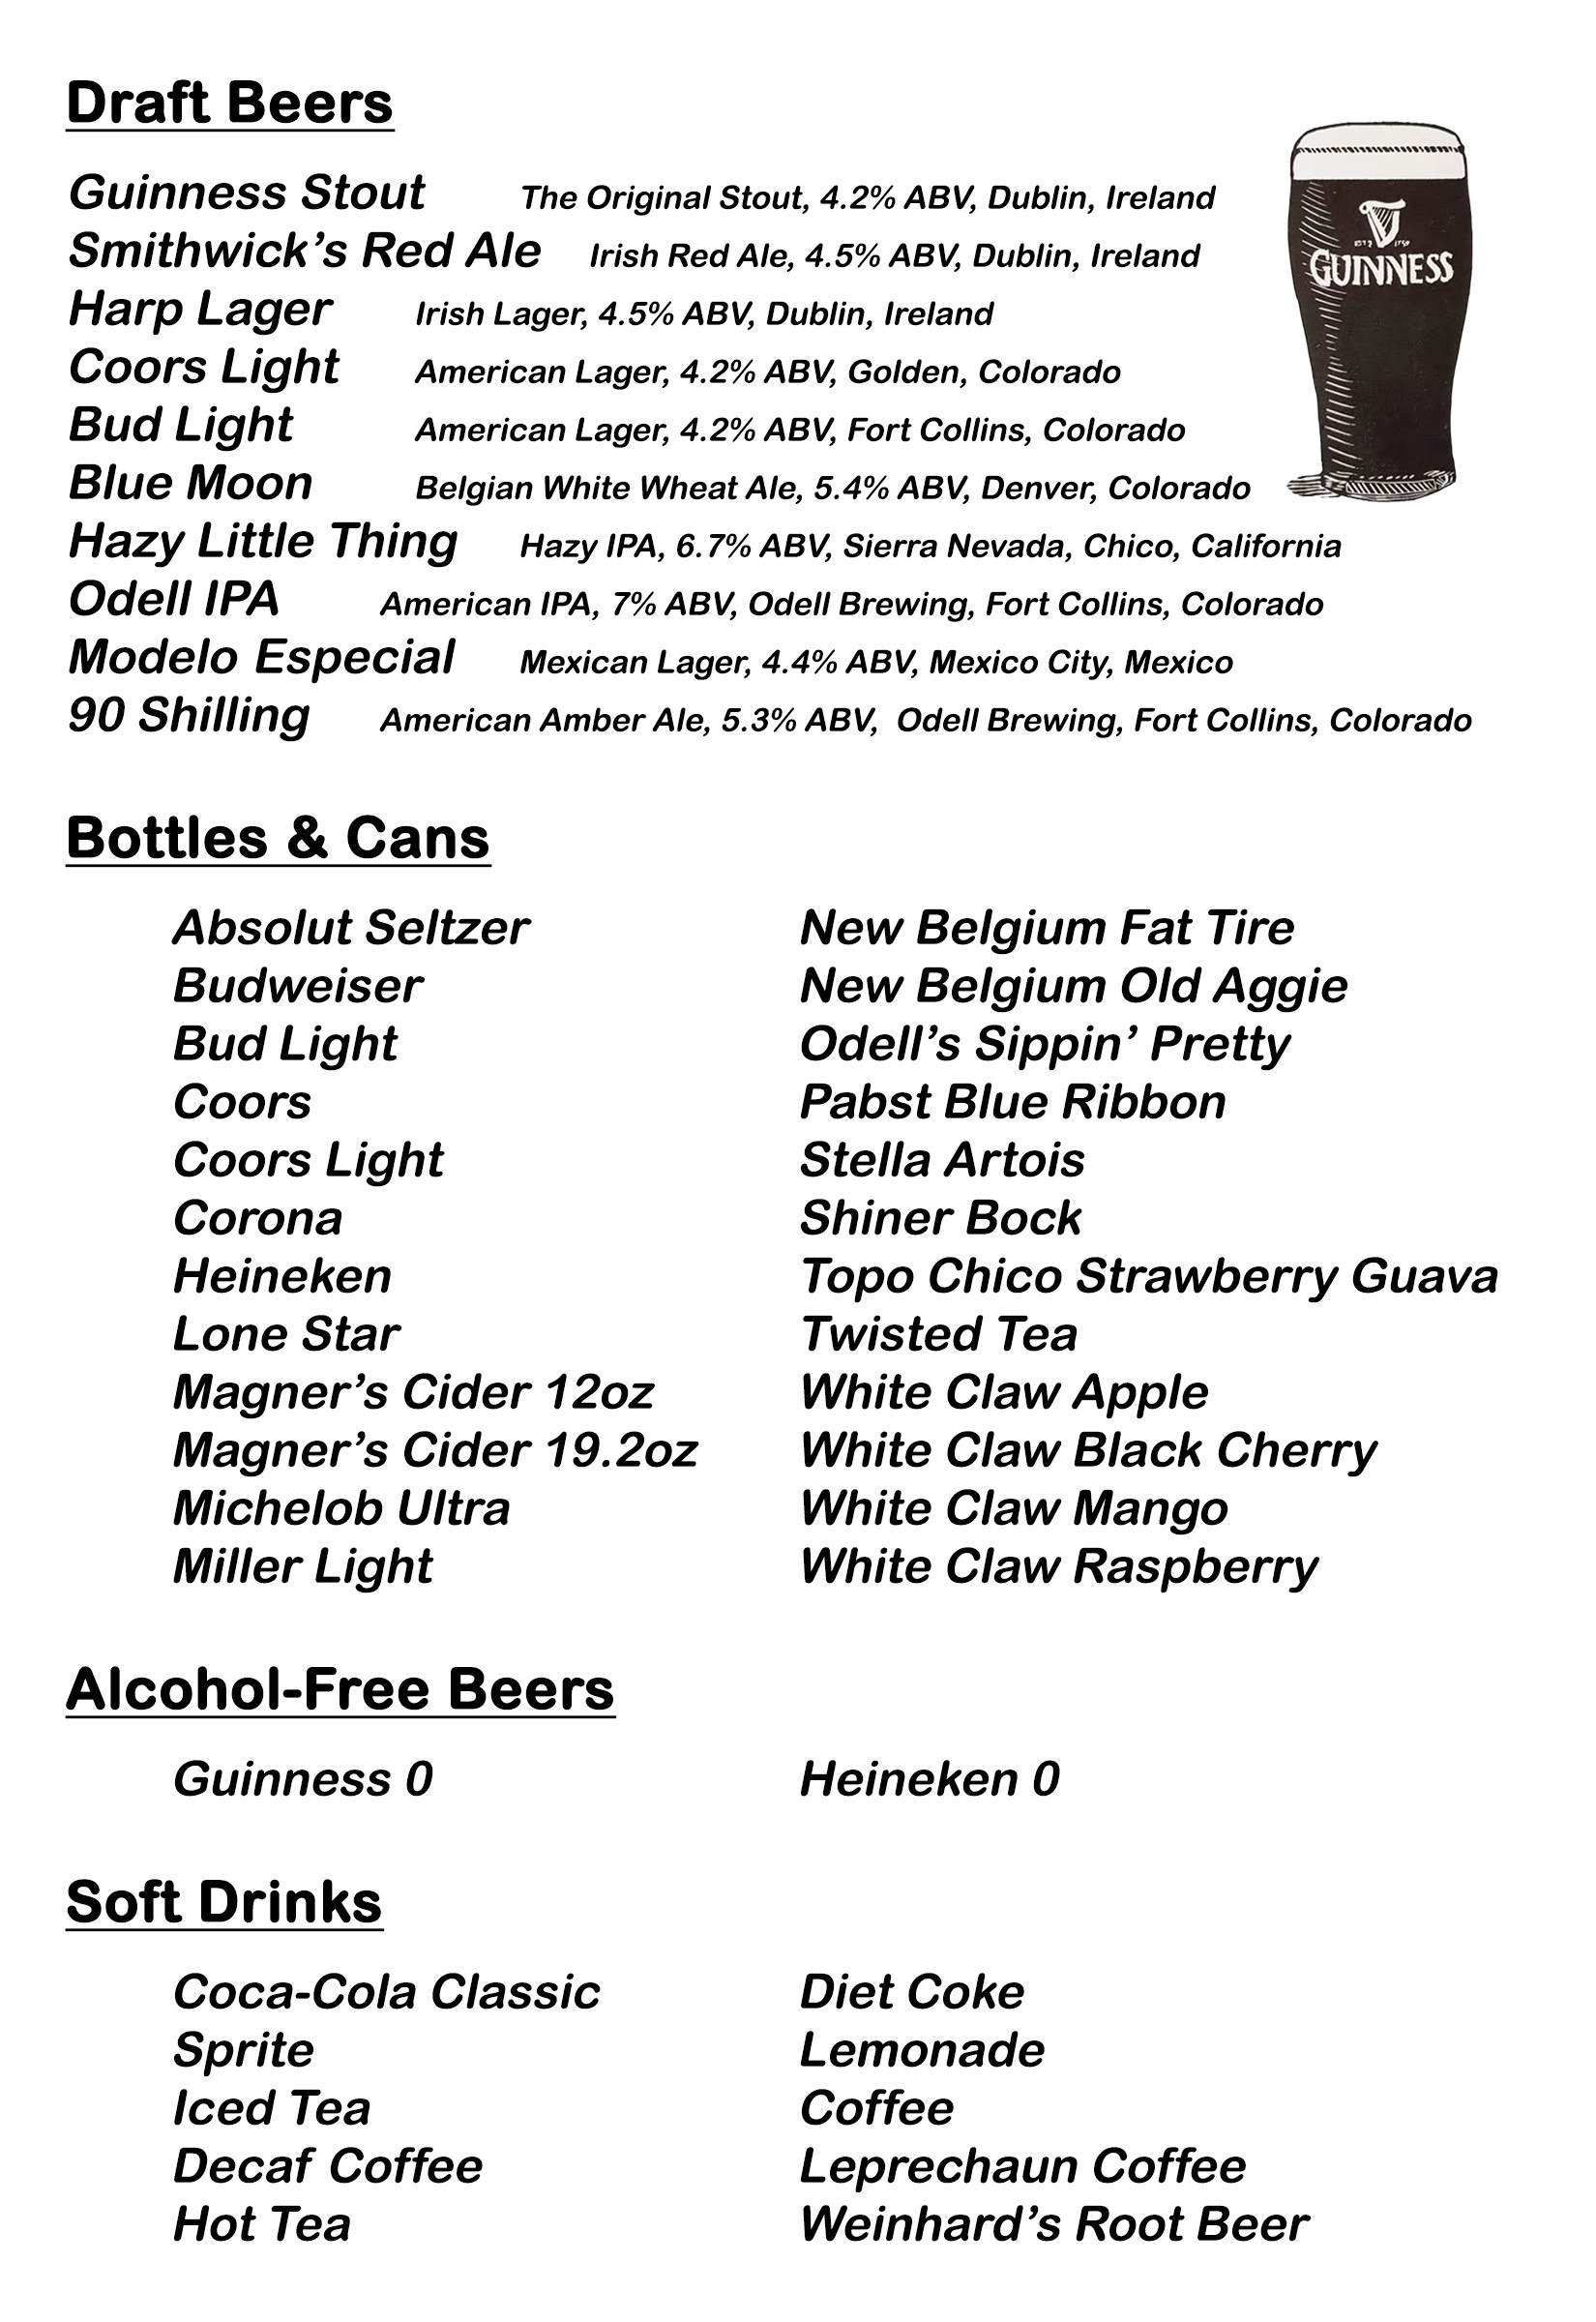 Draft Beers
Guinness Stout The Original Stout, 4.2% ABV, Dublin, Ireland
Smithwick’s Red Ale Irish Red Ale, 4.5% ABV, Dublin, Ireland
Harp Lager Irish Lager, 4.5% ABV, Dublin, Ireland
Coors Light American Lager, 4.2% ABV, Golden, Colorado
Bud Light American Lager, 4.2% ABV, Fort Collins, Colorado
Blue Moon Belgian White Wheat Ale, 5.4% ABV, Denver, Colorado
Hazy Little Thing Hazy IPA, 6.7% ABV, Sierra Nevada, Chico, California
Odell IPA American IPA, 7% ABV, Odell Brewing, Fort Collins, Colorado
Modelo Especial Mexican Lager, 4.4% ABV, Mexico City, Mexico
90 Shilling American Amber Ale, 5.3% ABV, Odell Brewing, Fort Collins, Colorado
GUINNESS
Bottles & Cans
Absolut Seltzer
Budweiser
Bud Light
Coors
Coors Light
Corona
Heineken
Lone Star
Magner’s Cider 12oz
Magner’s Cider 19.2oz
Michelob Ultra
Miller Light
New Belgium Fat Tire
New Belgium Old Aggie
Odell’s Sippin’ Pretty
Pabst Blue Ribbon
Stella Artois
Shiner Bock
Topo Chico Strawberry Guava
Twisted Tea
White Claw Apple
White Claw Black Cherry
White Claw Mango
White Claw Raspberry
Alcohol-Free Beers
Guinness 0
Heineken 0
Soft Drinks
Coca-Cola Classic
Sprite
Iced Tea
Decaf Coffee
Hot Tea
Diet Coke
Lemonade
Coffee
Leprechaun Coffee
Weinhard’s Root Beer